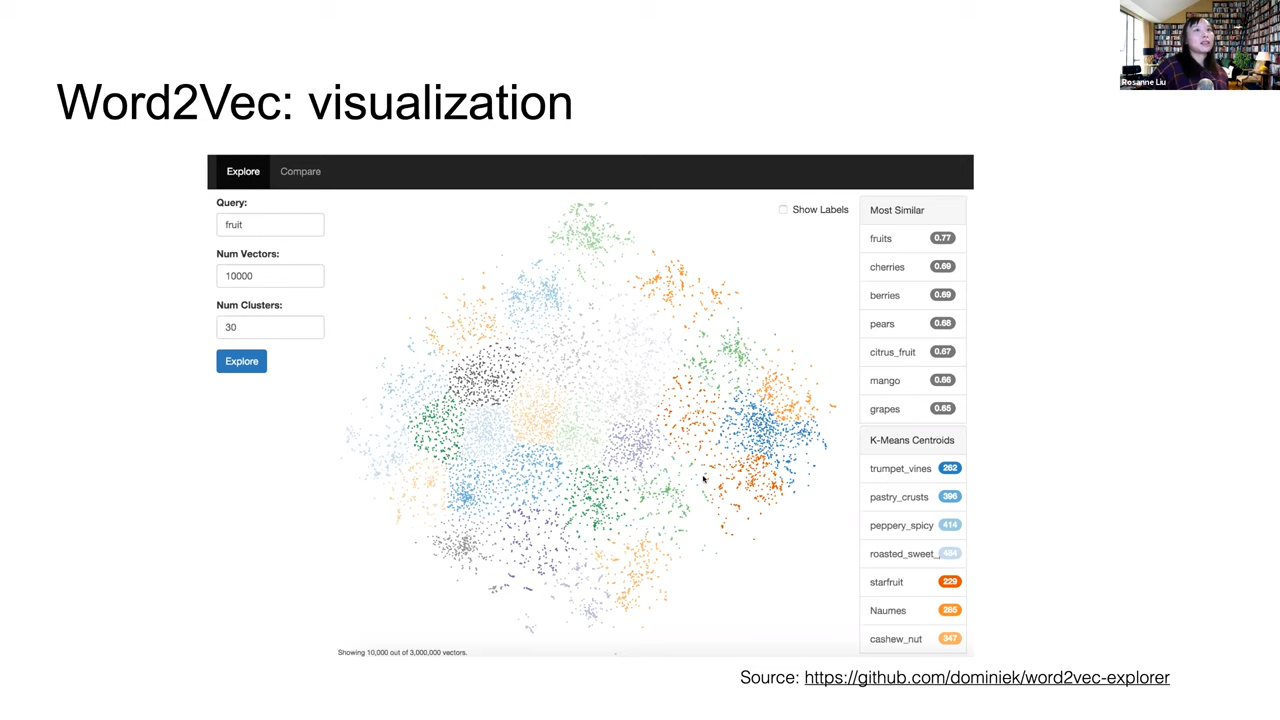 Rosanne Liu
Word2Vec: visualization
Explore Compare
Query:
fruit
Num Vectors:
10000
Num Clusters:
30
Explore
Show Labels
Most Similar
fruits 0.77
cherries 0.69
berries 0.69
pears 0.68
citrus_fruit 0.67
mango 0.66
grapes 0.65
K-Means Centroids
trumpet_vines 262
pastry_crusts 396
peppery_spicy 414
roasted_sweet_ 484
starfruit 229
Naumes 285
cashew_nut 347
Showing 10,000 out of 3,000,000 vectors.
Source: https://github.com/dominiek/word2vec-explorer